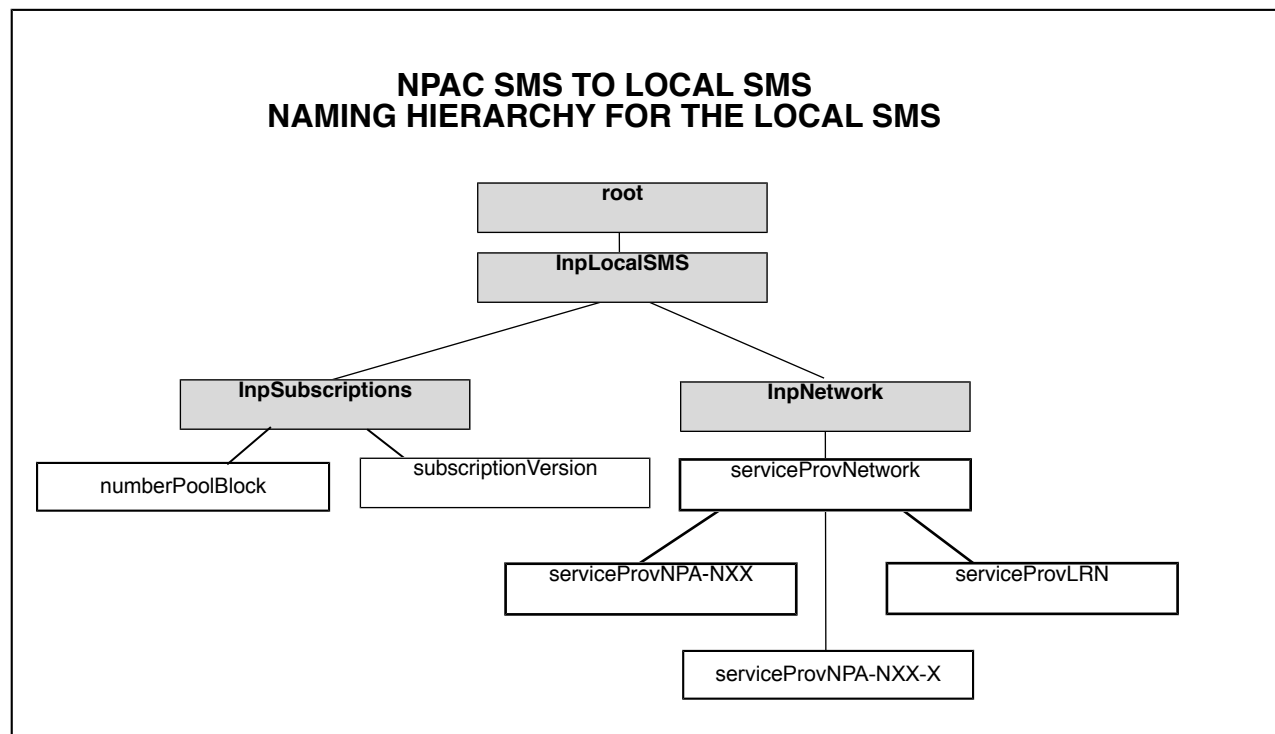 NPAC SMS TO LOCAL SMS
NAMING HIERARCHY FOR THE LOCAL SMS
root
lnpLocalSMS
lnpSubscriptions
lnpNetwork
numberPoolBlock
subscriptionVersion
serviceProvNetwork
serviceProvNPA-NXX
serviceProvLRN
serviceProvNPA-NXX-X